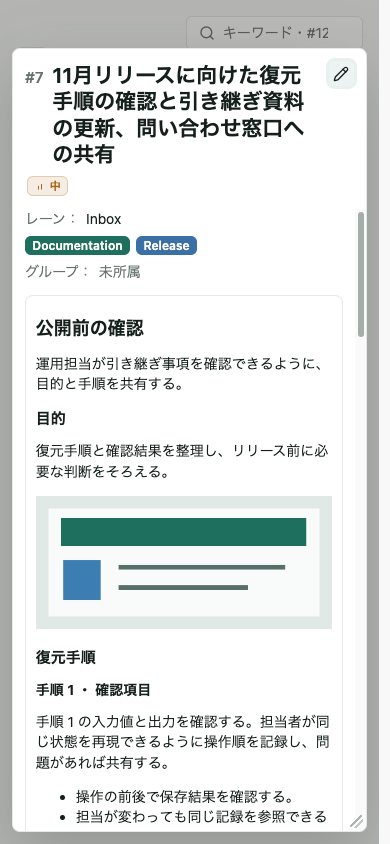 キーワード・#12
#7 11月リリースに向けた復元
手順の確認と引き継ぎ資料
の更新、問い合わせ窓口へ
の共有
中
レーン： Inbox
Documentation Release
グループ： 未所属
公開前の確認
運用担当が引き継ぎ事項を確認できるように、
目的と手順を共有する。
目的
復元手順と確認結果を整理し、リリース前に必
要な判断をそろえる。
復元手順
手順 1 ・ 確認項目
手順 1 の入力値と出力を確認する。担当者が同
じ状態を再現できるように操作順を記録し、問
題があれば共有する。
• 操作の前後で保存結果を確認する。
• 担当が変わっても同じ記録を参照できる